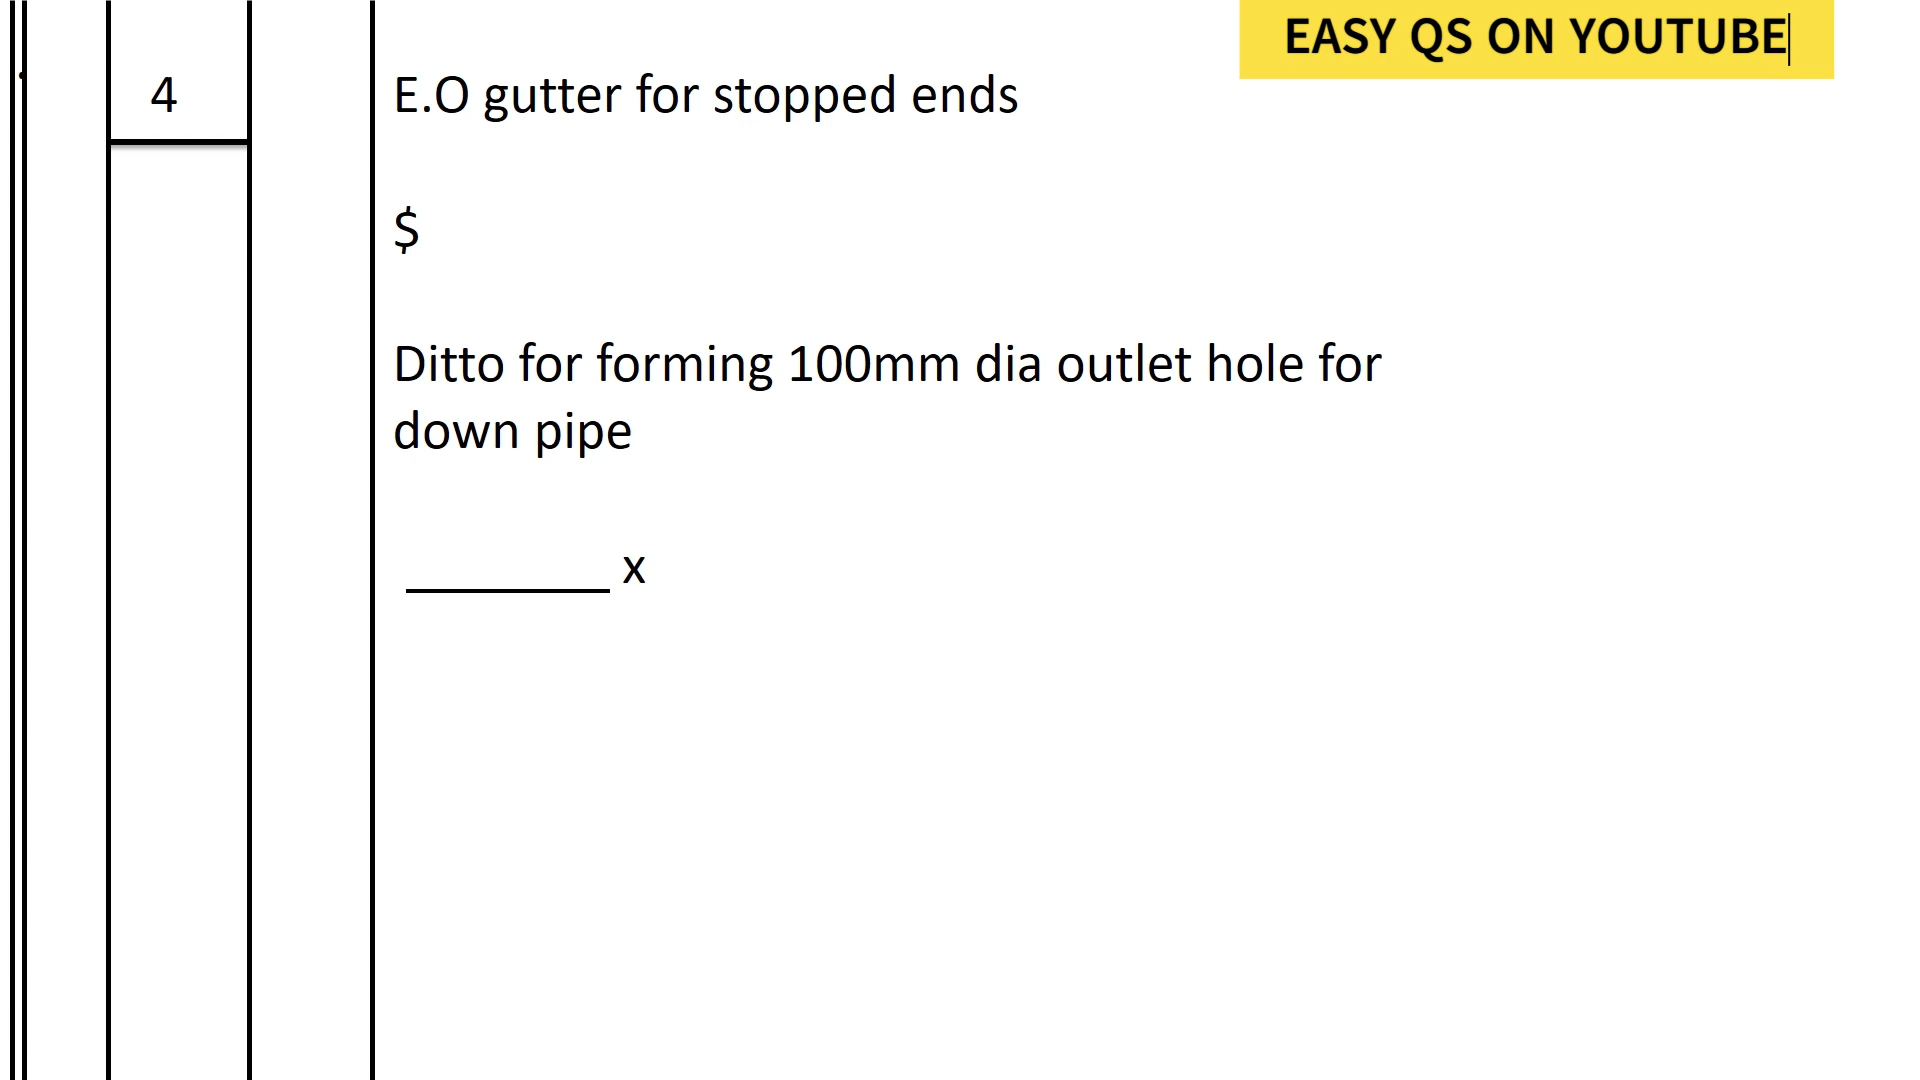 EASY QS ON YOUTUBE
4 E.O gutter for stopped ends
$
Ditto for forming 100mm dia outlet hole for
down pipe
________ x